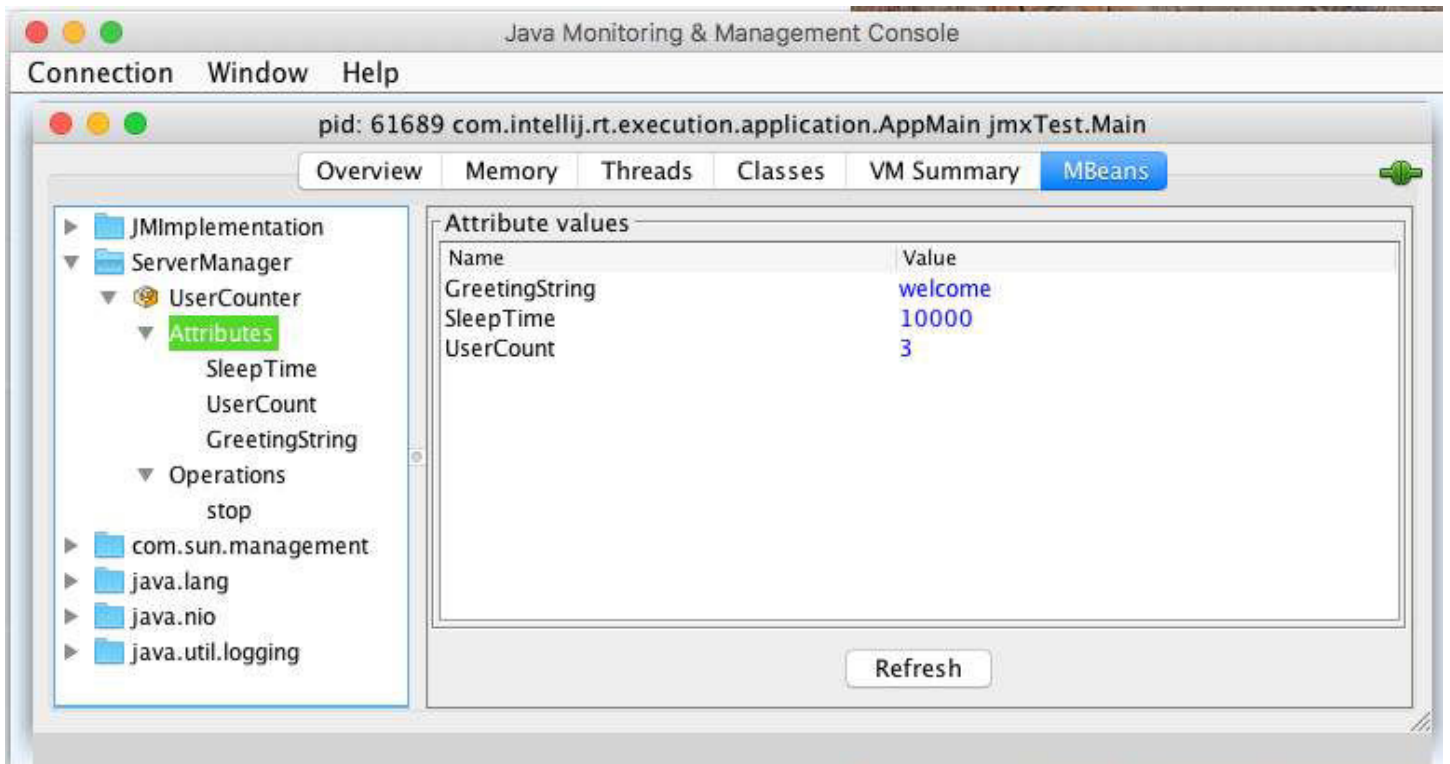 Java Monitoring & Management Console
Connection Window Help
pid: 61689 com.intellij.rt.execution.application.AppMain jmxTest.Main
Overview Memory Threads Classes VM Summary MBeans
JMImplementation
ServerManager
UserCounter
Attributes
SleepTime
UserCount
GreetingString
Operations
stop
com.sun.management
java.lang
java.nio
java.util.logging
Attribute values
Name Value
GreetingString welcome
SleepTime 10000
UserCount 3
Refresh